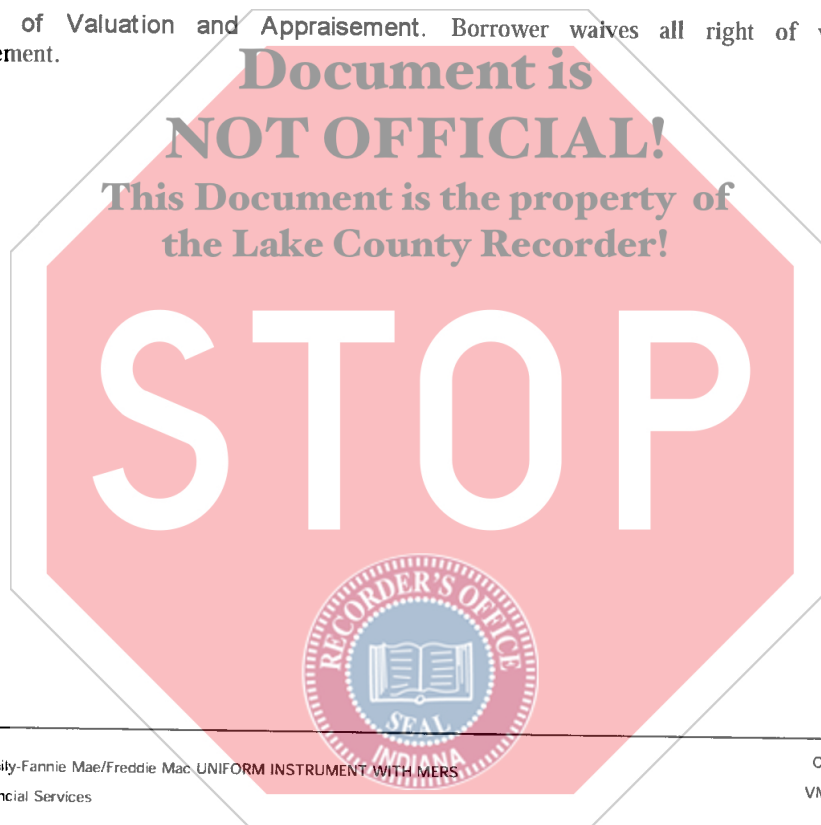 of Valuation and Appraisement. Borrower waives all right of v
ement.
Document is
NOT OFFICIAL!
This Document is the property of
the Lake County Recorder!
STOP
RECORDER'S OFFICE
SEAL
INDIANA
ily-Fannie Mae/Freddie Mac UNIFORM INSTRUMENT WITH MERS
ncial Services
VM